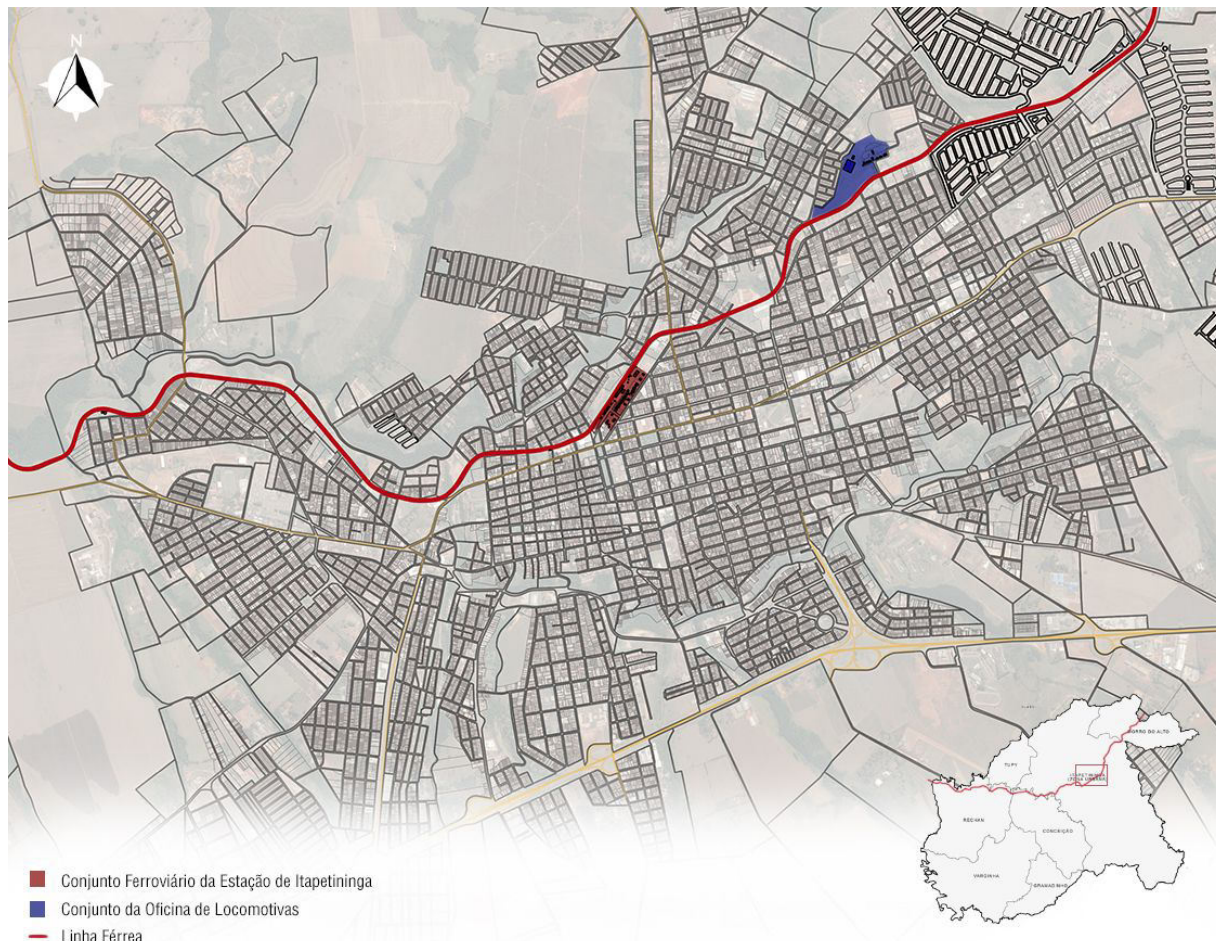 N
MORRO DO ALTO
TUPY
ITAPETININGA
RECHAN
CONCEIÇÃO
VARGINHA
GRAMADINHO
Conjunto Ferroviário da Estação de Itapetininga
Conjunto da Oficina de Locomotivas
Linha Férrea